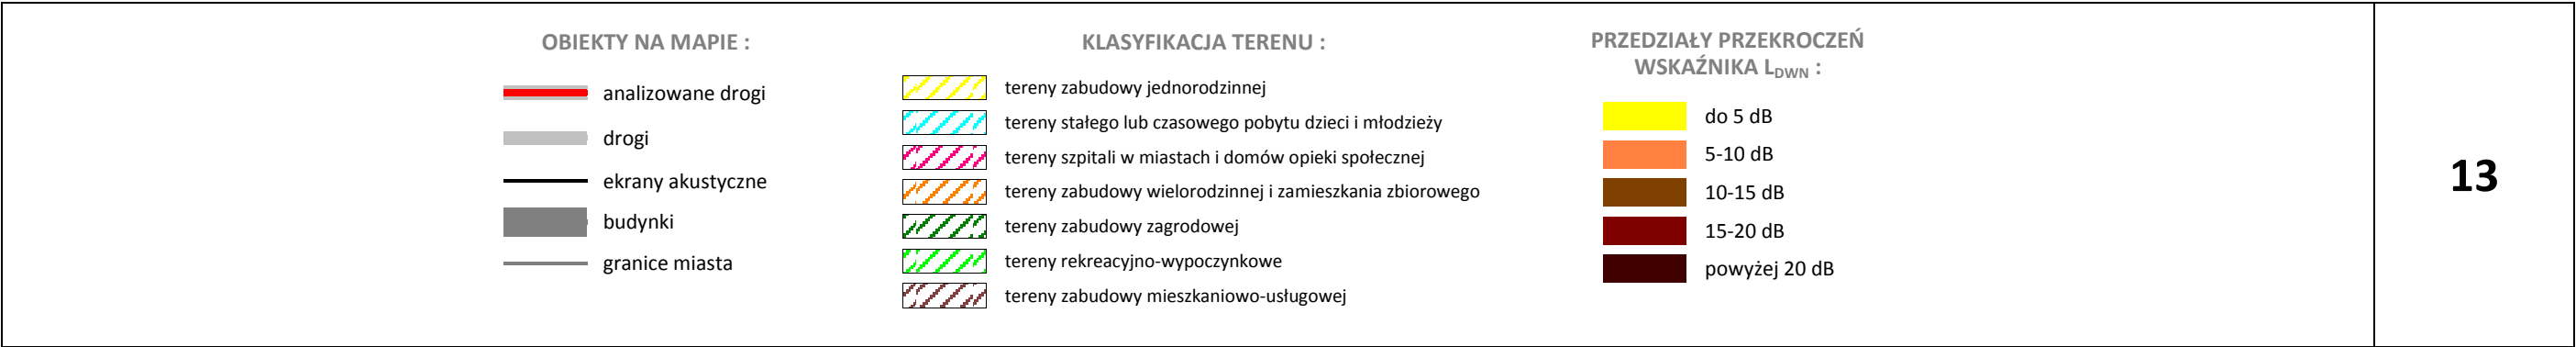 OBIEKTY NA MAPIE :
analizowane drogi
drogi
ekrany akustyczne
budynki
granice miasta
KLASYFIKACJA TERENU :
tereny zabudowy jednorodzinnej
tereny stałego lub czasowego pobytu dzieci i młodzieży
tereny szpitali w miastach i domów opieki społecznej
tereny zabudowy wielorodzinnej i zamieszkania zbiorowego
tereny zabudowy zagrodowej
tereny rekreacyjno-wypoczynkowe
tereny zabudowy mieszkaniowo-usługowej
PRZEDZIAŁY PRZEKROCZEŃ
WSKAŹNIKA LDWN :
do 5 dB
5-10 dB
10-15 dB
15-20 dB
powyżej 20 dB
13